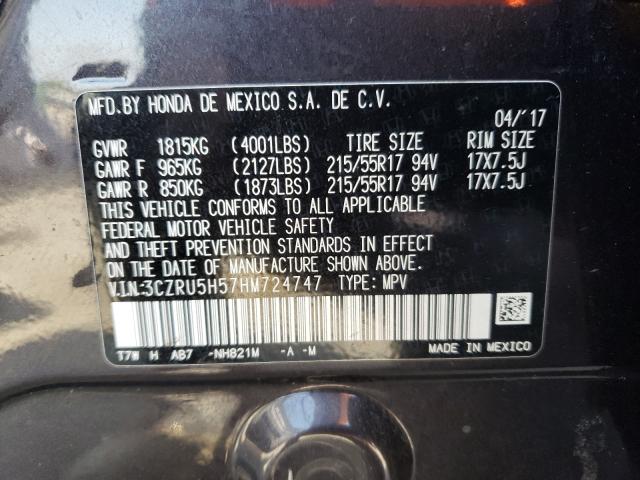 MFD.BY HONDA DE MEXICO S.A. DE C.V.
04/'17
GVWR 1815KG (4001LBS) TIRE SIZE RIM SIZE
GAWR F 965KG (2127LBS) 215/55R17 94V 17X7.5J
GAWR R 850KG (1873LBS) 215/55R17 94V 17X7.5J
THIS VEHICLE CONFORMS TO ALL APPLICABLE
FEDERAL MOTOR VEHICLE SAFETY
AND THEFT PREVENTION STANDARDS IN EFFECT
ON THE DATE OF MANUFACTURE SHOWN ABOVE.
V.I.N.:3CZRU5H57HM724747 TYPE: MPV
T7W H AB7 -NH821M -A -M
MADE IN MEXICO